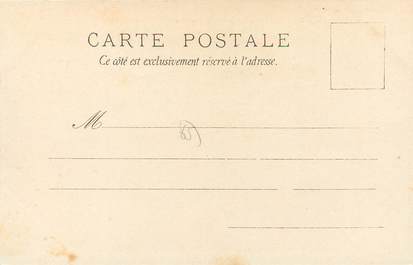 CARTE POSTALE
Ce côté est exclusivement réservé à l'adresse.
M